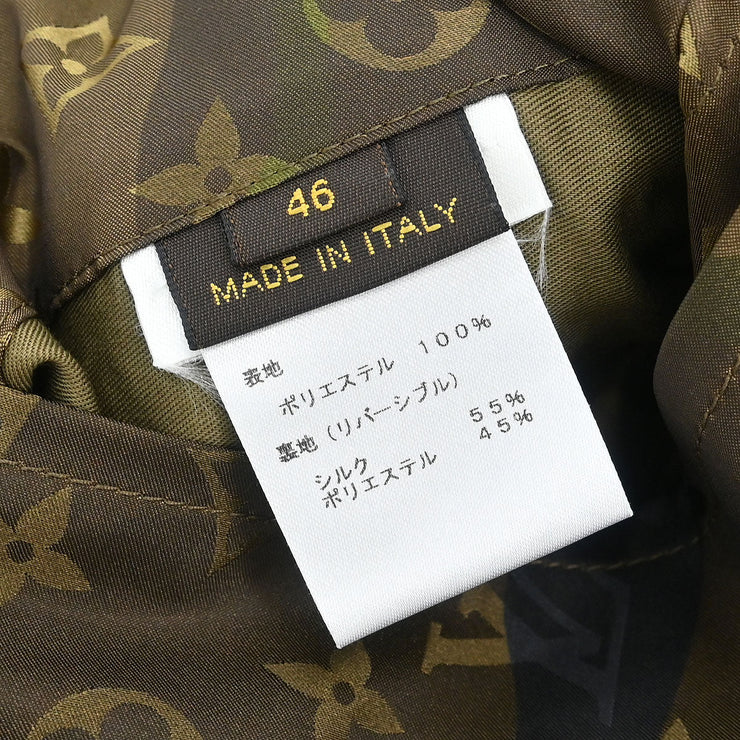 46
MADE IN ITALY
表地
ポリエステル 100%
裏地(リバーシブル)
シルク 55%
ポリエステル 45%